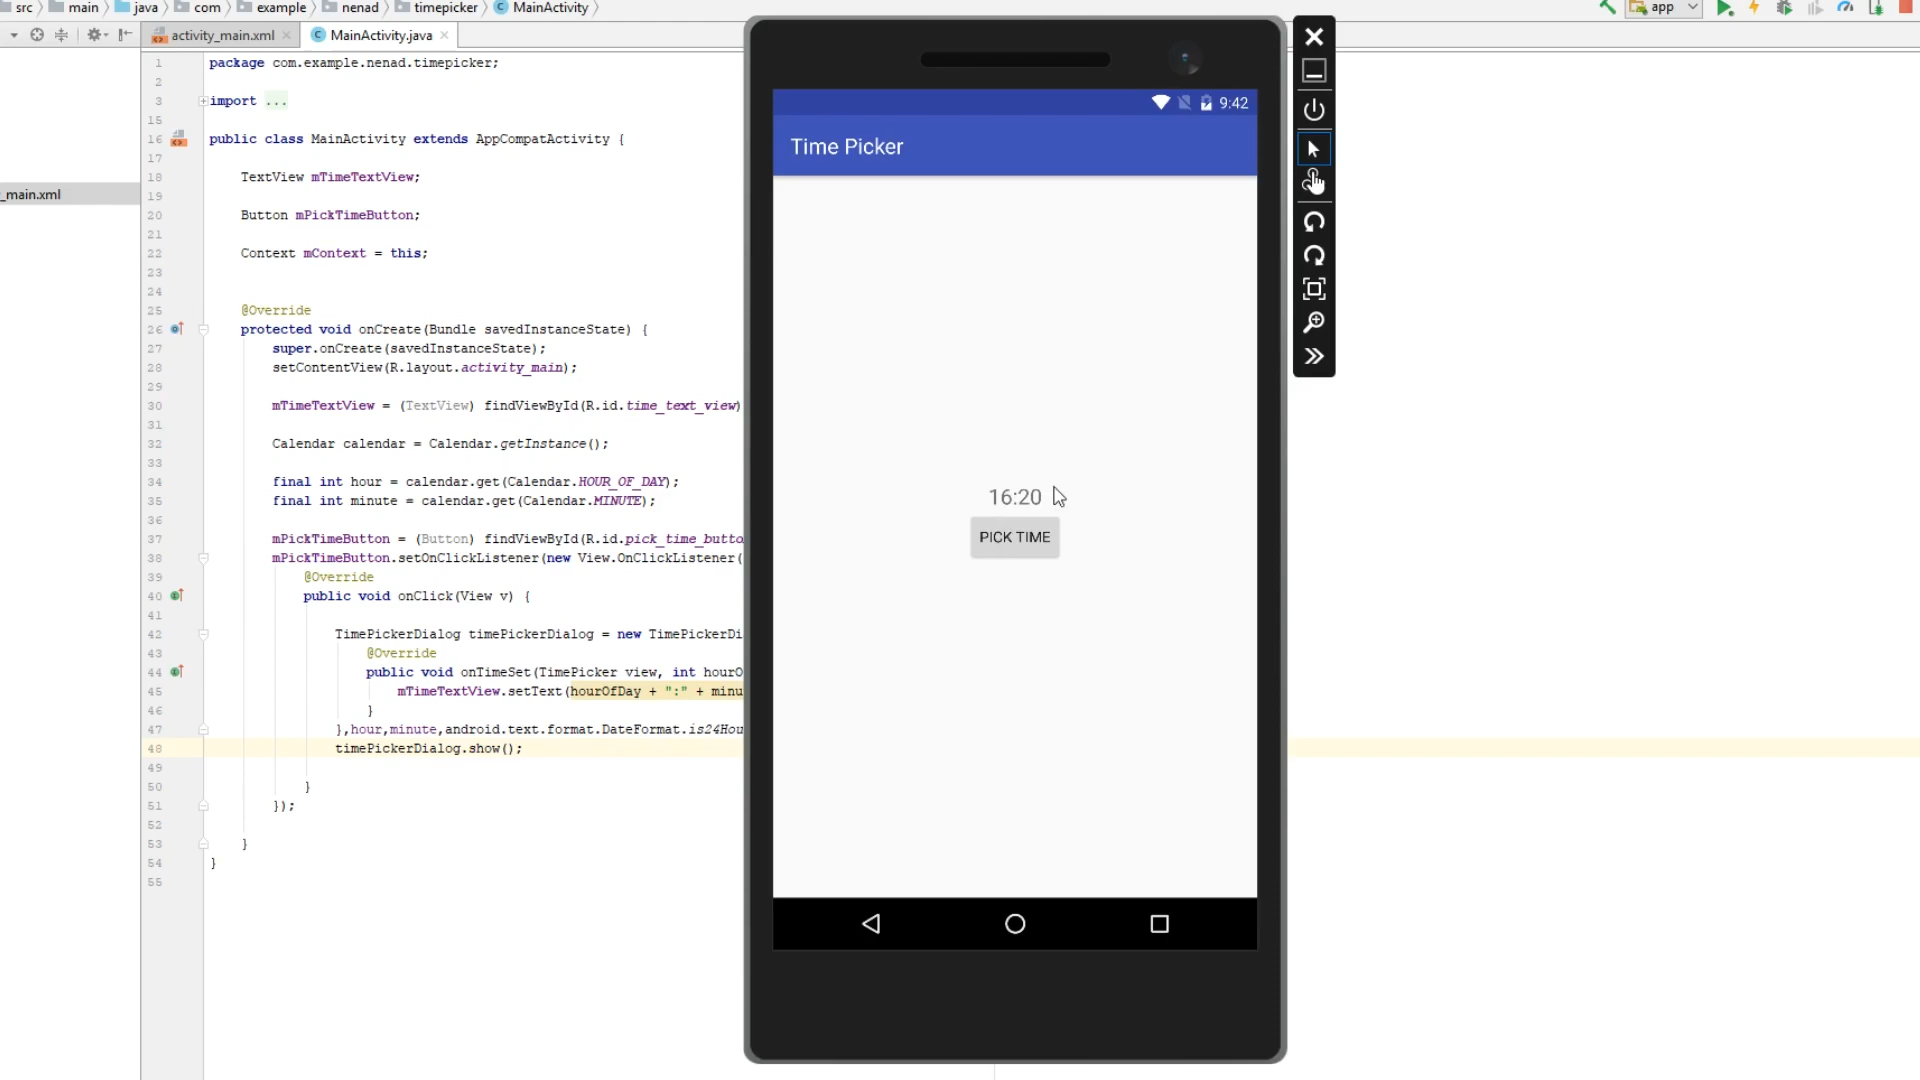 src main java com example nenad timepicker MainActivity
app
activity_main.xml MainActivity.java
_main.xml
1 package com.example.nenad.timepicker;
2
3 import ...
15
16 public class MainActivity extends AppCompatActivity {
17
18 TextView mTimeTextView;
19
20 Button mPickTimeButton;
21
22 Context mContext = this;
23
24
25 @Override
26 protected void onCreate(Bundle savedInstanceState) {
27 super.onCreate(savedInstanceState);
28 setContentView(R.layout.activity_main);
29
30 mTimeTextView = (TextView) findViewById(R.id.time_text_view)
31
32 Calendar calendar = Calendar.getInstance();
33
34 final int hour = calendar.get(Calendar.HOUR_OF_DAY);
35 final int minute = calendar.get(Calendar.MINUTE);
36
37 mPickTimeButton = (Button) findViewById(R.id.pick_time_butto
38 mPickTimeButton.setOnClickListener(new View.OnClickListener(
39 @Override
40 public void onClick(View v) {
41
42 TimePickerDialog timePickerDialog = new TimePickerDi
43 @Override
44 public void onTimeSet(TimePicker view, int hourO
45 mTimeTextView.setText(hourOfDay + ":" + minu
46 }
47 },hour,minute,android.text.format.DateFormat.is24Hou
48 timePickerDialog.show();
49
50 }
51 });
52
53 }
54 }
55
9:42
Time Picker
16:20
PICK TIME